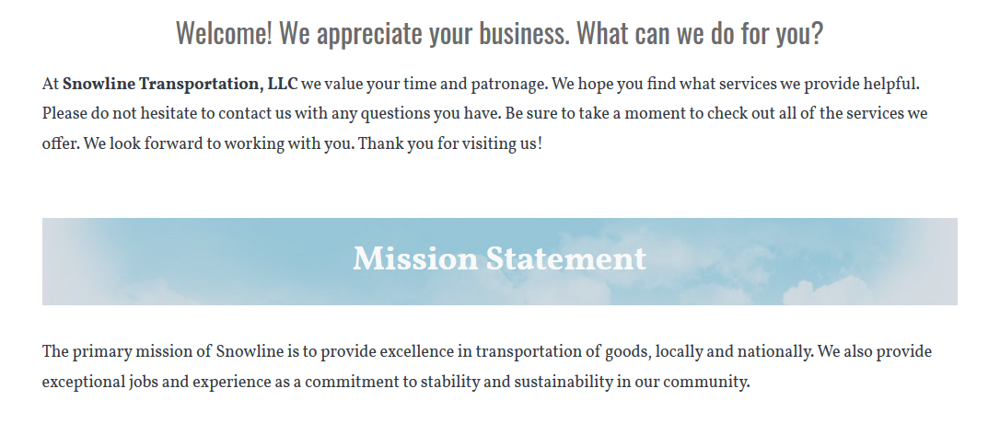 Welcome! We appreciate your business. What can we do for you?
At Snowline Transportation, LLC we value your time and patronage. We hope you find what services we provide helpful.
Please do not hesitate to contact us with any questions you have. Be sure to take a moment to check out all of the services we
offer. We look forward to working with you. Thank you for visiting us!
Mission Statement
The primary mission of Snowline is to provide excellence in transportation of goods, locally and nationally. We also provide
exceptional jobs and experience as a commitment to stability and sustainability in our community.